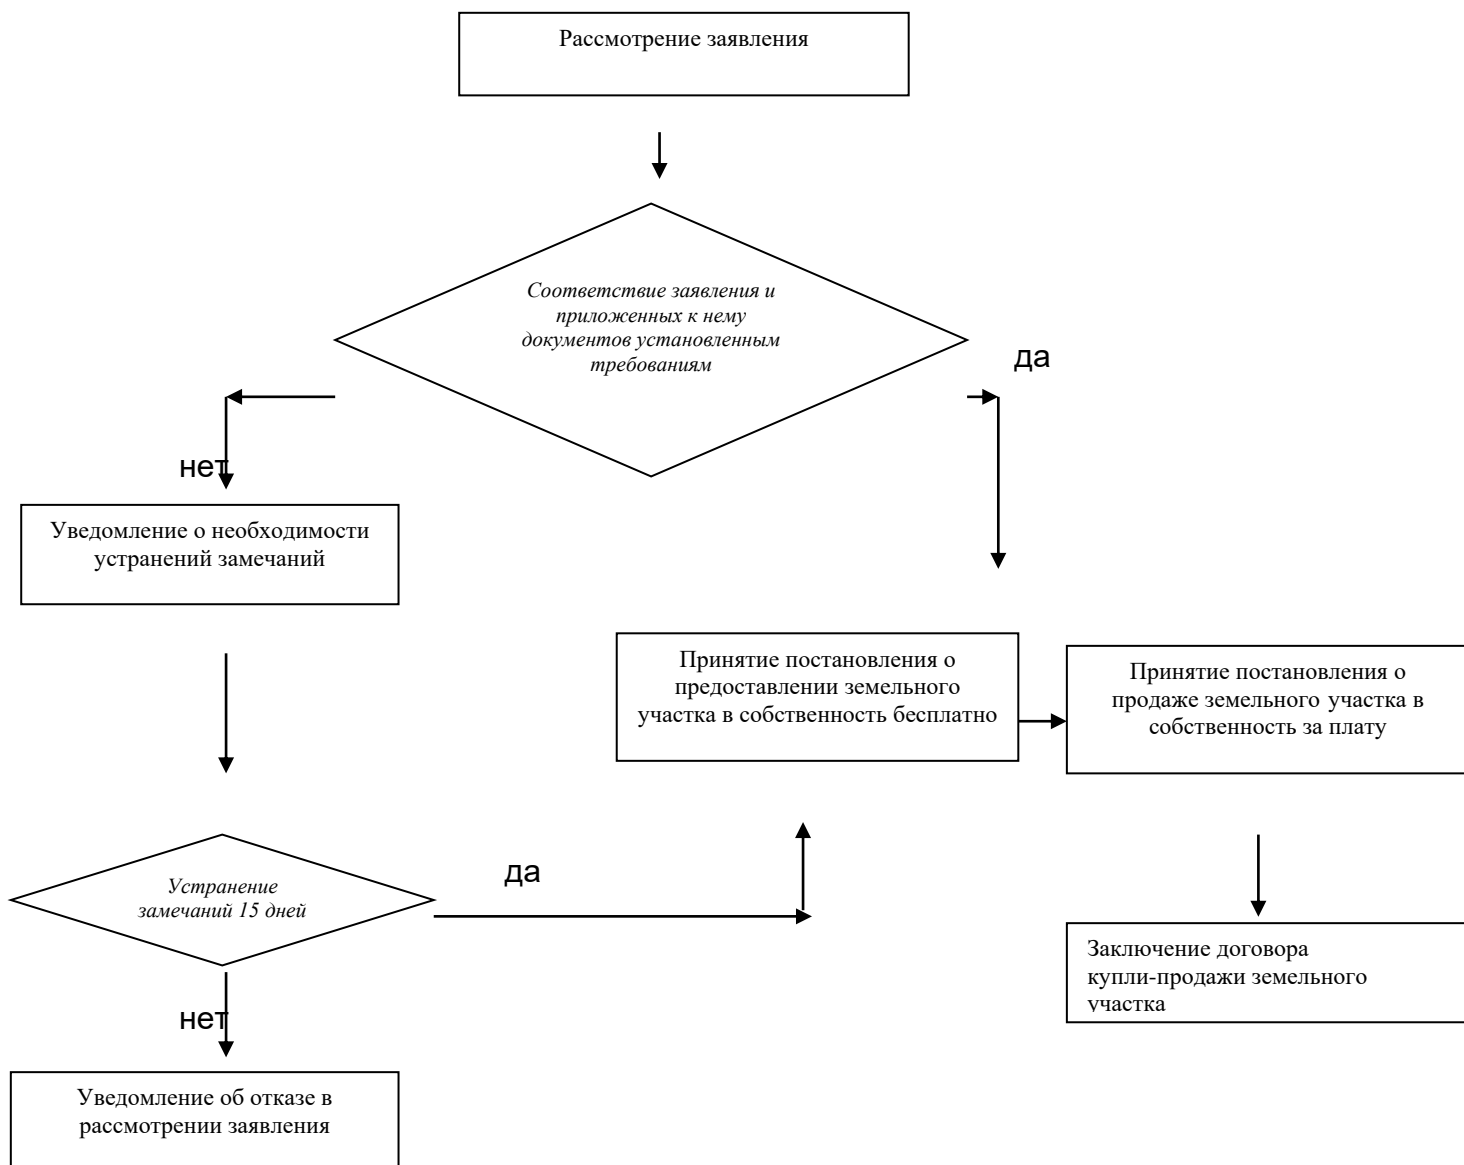 Рассмотрение заявления
Соответствие заявления и
приложенных к нему
документов установленным
требованиям
да
нет
Уведомление о необходимости
устранений замечаний
Принятие постановления о
предоставлении земельного
участка в собственность бесплатно
Принятие постановления о
продаже земельного участка в
собственность за плату
Устранение
замечаний 15 дней
да
Заключение договора
купли-продажи земельного
участка
нет
Уведомление об отказе в
рассмотрении заявления